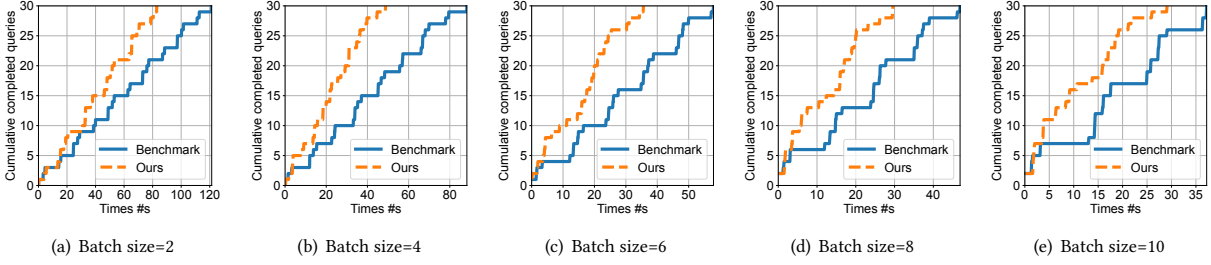 Cumulative completed queries
30
25
20
15
10
5
0
0 20 40 60 80 100 120
Times #s
Benchmark
Ours
(a) Batch size=2
Cumulative completed queries
30
25
20
15
10
5
0
0 20 40 60 80
Times #s
Benchmark
Ours
(b) Batch size=4
Cumulative completed queries
30
25
20
15
10
5
0
0 10 20 30 40 50
Times #s
Benchmark
Ours
(c) Batch size=6
Cumulative completed queries
30
25
20
15
10
5
0
0 20 40
Times #s
Benchmark
Ours
(d) Batch size=8
Cumulative completed queries
30
25
20
15
10
5
0
0 5 10 15 20 25 30 35
Times #s
Benchmark
Ours
(e) Batch size=10